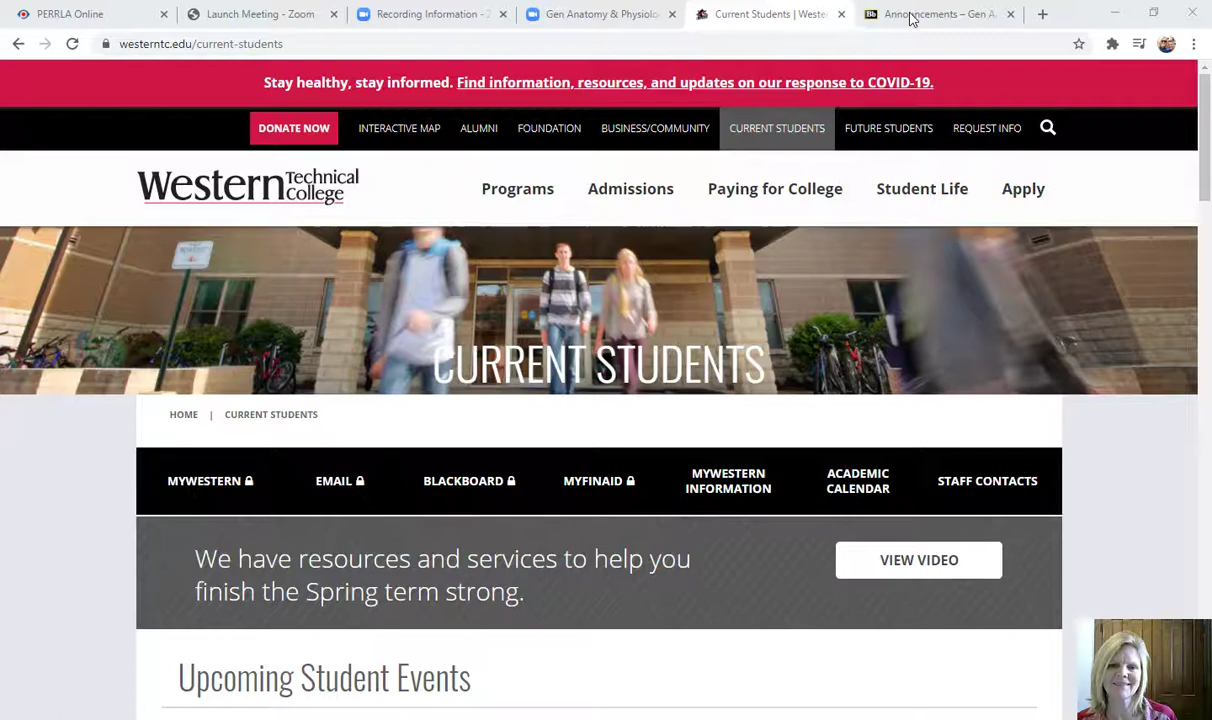 PERRLA Online
Launch Meeting - Zoom
Recording Information - Z
Gen Anatomy & Physiolo
Current Students | Weste
Announcements – Gen A
westerntc.edu/current-students
Stay healthy, stay informed. Find information, resources, and updates on our response to COVID-19.
DONATE NOW INTERACTIVE MAP ALUMNI FOUNDATION BUSINESS/COMMUNITY CURRENT STUDENTS FUTURE STUDENTS REQUEST INFO
Western Technical College
Programs Admissions Paying for College Student Life Apply
CURRENT STUDENTS
HOME | CURRENT STUDENTS
MYWESTERN EMAIL BLACKBOARD MYFINAID MYWESTERN INFORMATION ACADEMIC CALENDAR STAFF CONTACTS
We have resources and services to help you
finish the Spring term strong.
VIEW VIDEO
Upcoming Student Events